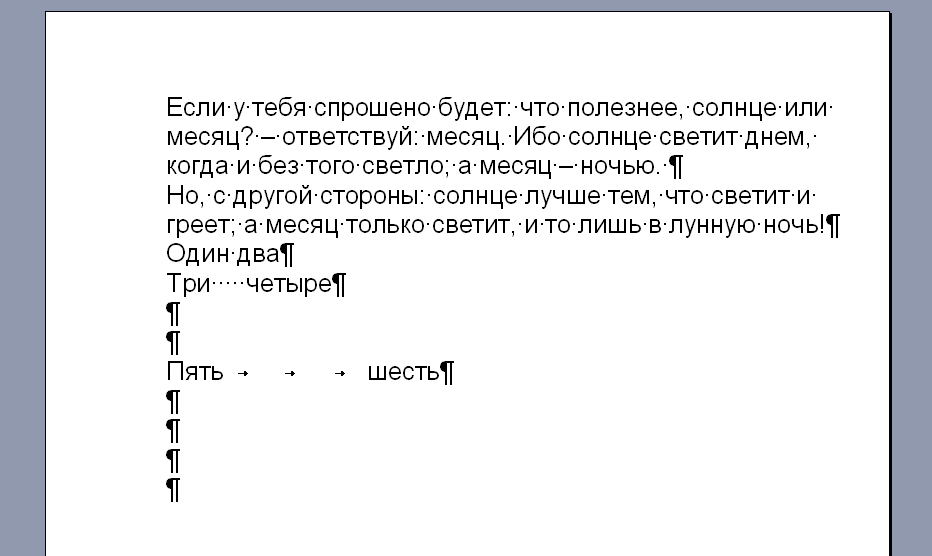 Если·у·тебя·спрошено·будет:·что·полезнее,·солнце·или·
месяц?·–·ответствуй:·месяц.·Ибо·солнце·светит·днем,·
когда·и·без·того·светло;·а·месяц·–·ночью.·¶
Но,·с·другой·стороны:·солнце·лучше·тем,·что·светит·и·
греет;·а·месяц·только·светит,·и·то·лишь·в·лунную·ночь!¶
Один·два¶
Три·····четыре¶
¶
¶
Пять → → → шесть¶
¶
¶
¶
¶